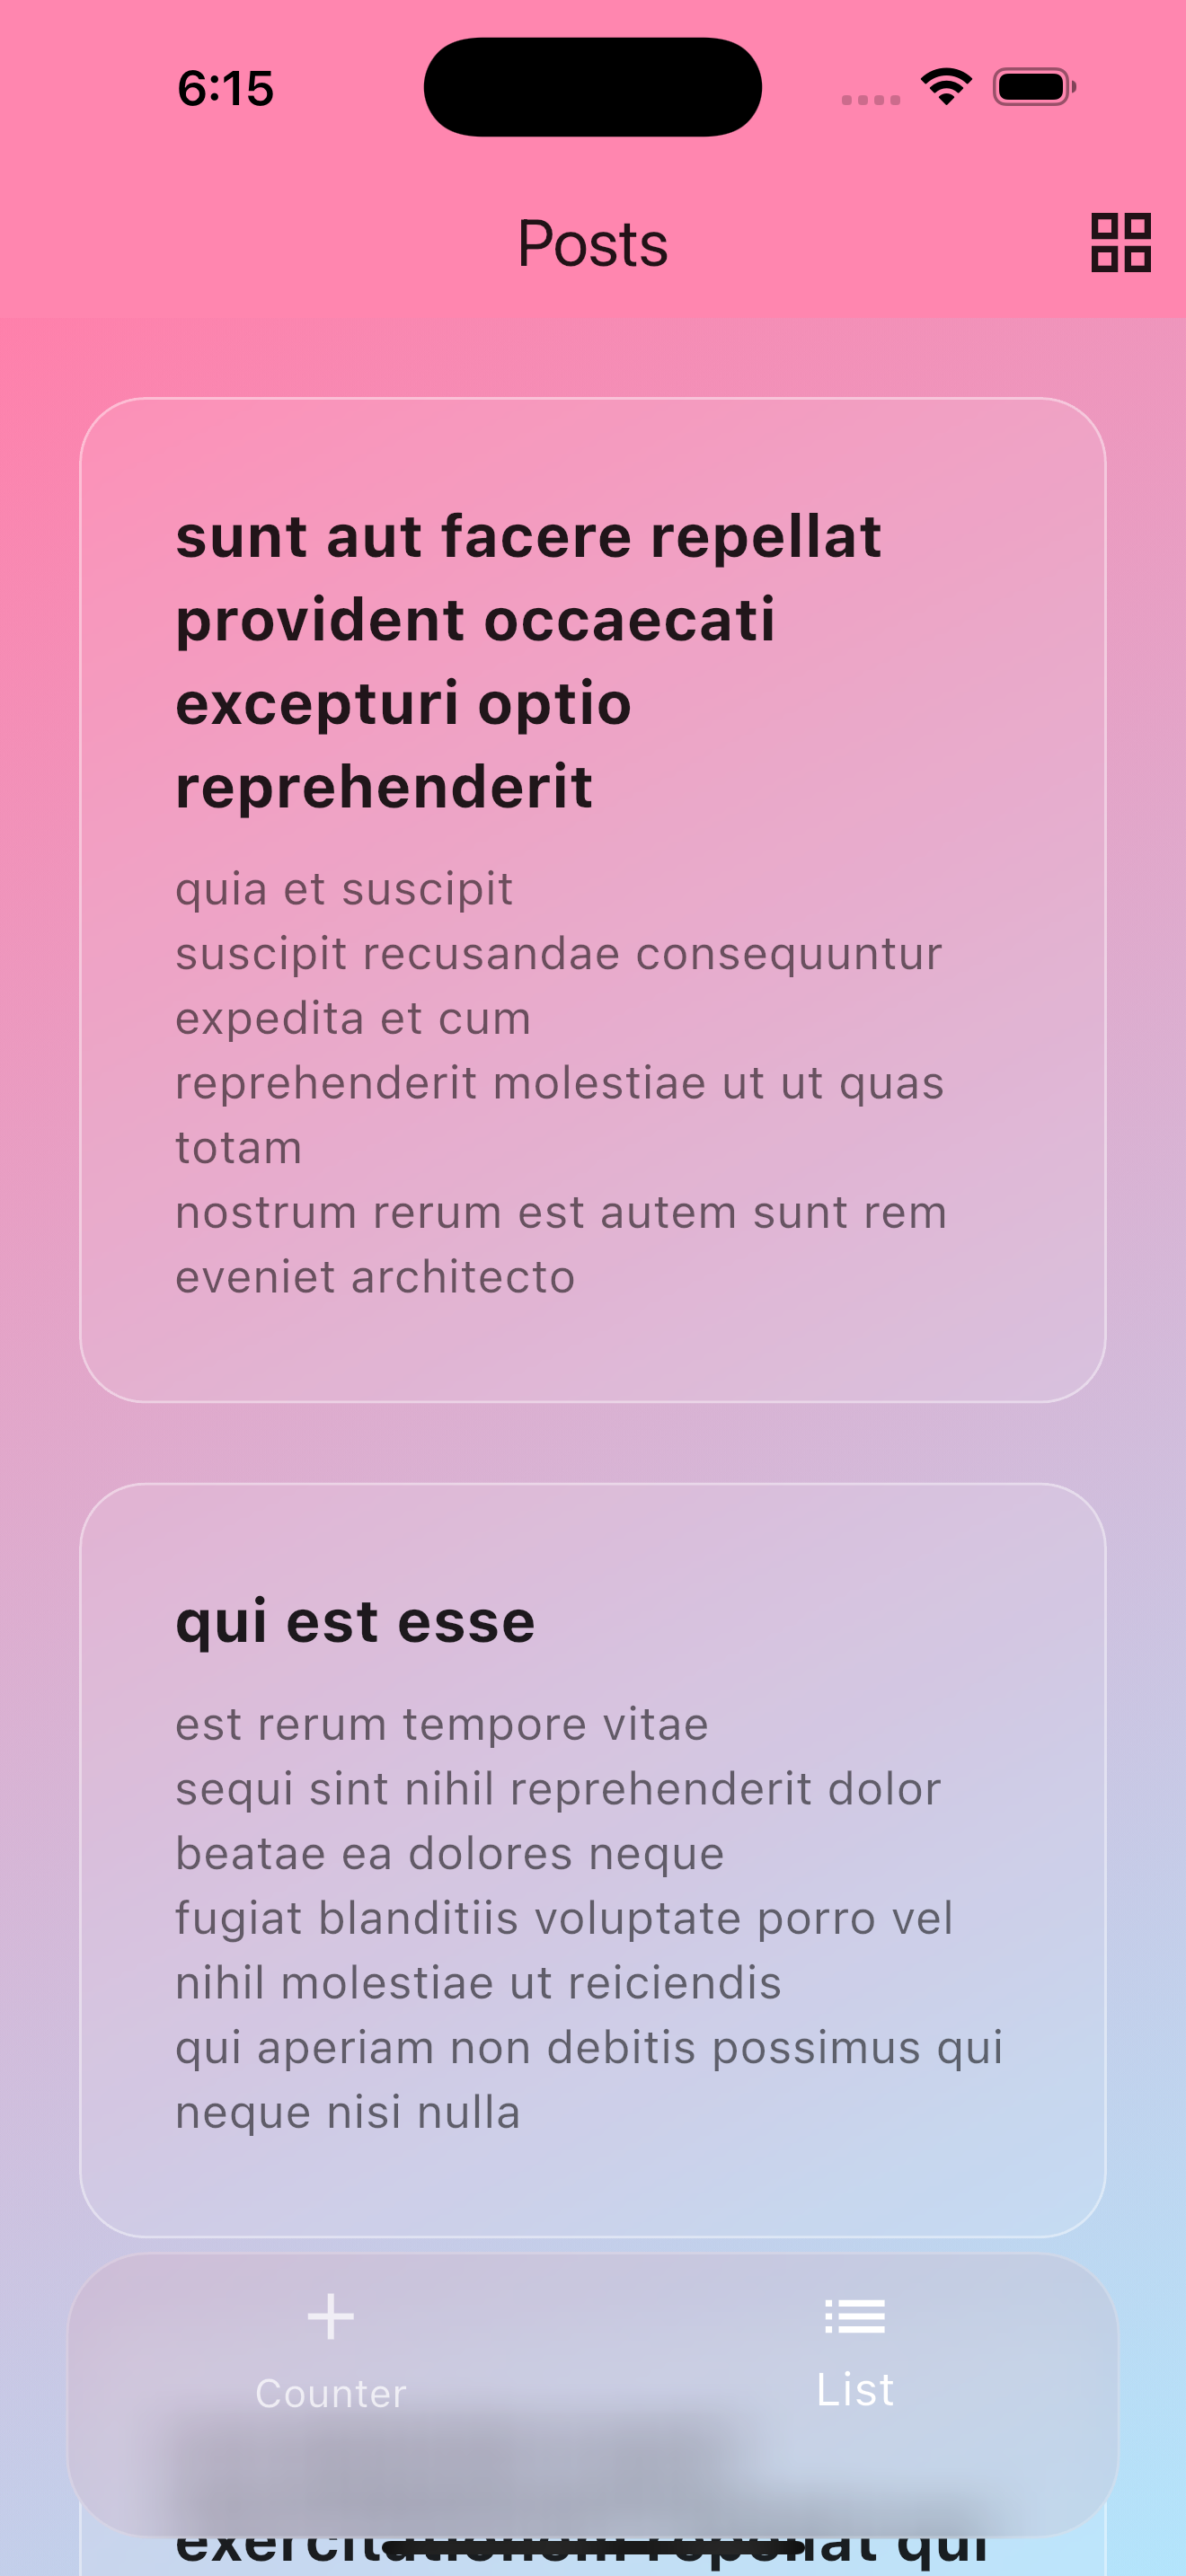 6:15
Posts
sunt aut facere repellat
provident occaecati
excepturi optio
reprehenderit
quia et suscipit
suscipit recusandae consequuntur
expedita et cum
reprehenderit molestiae ut ut quas
totam
nostrum rerum est autem sunt rem
eveniet architecto
qui est esse
est rerum tempore vitae
sequi sint nihil reprehenderit dolor
beatae ea dolores neque
fugiat blanditiis voluptate porro vel
nihil molestiae ut reiciendis
qui aperiam non debitis possimus qui
neque nisi nulla
Counter
List
qui